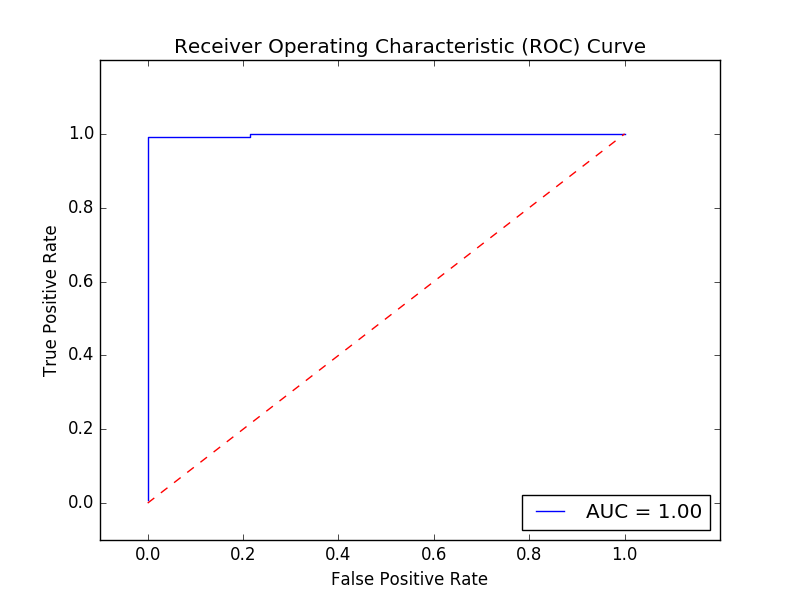 Receiver Operating Characteristic (ROC) Curve
1.0
0.8
0.6
0.4
0.2
0.0
True Positive Rate
AUC = 1.00
0.0 0.2 0.4 0.6 0.8 1.0
False Positive Rate